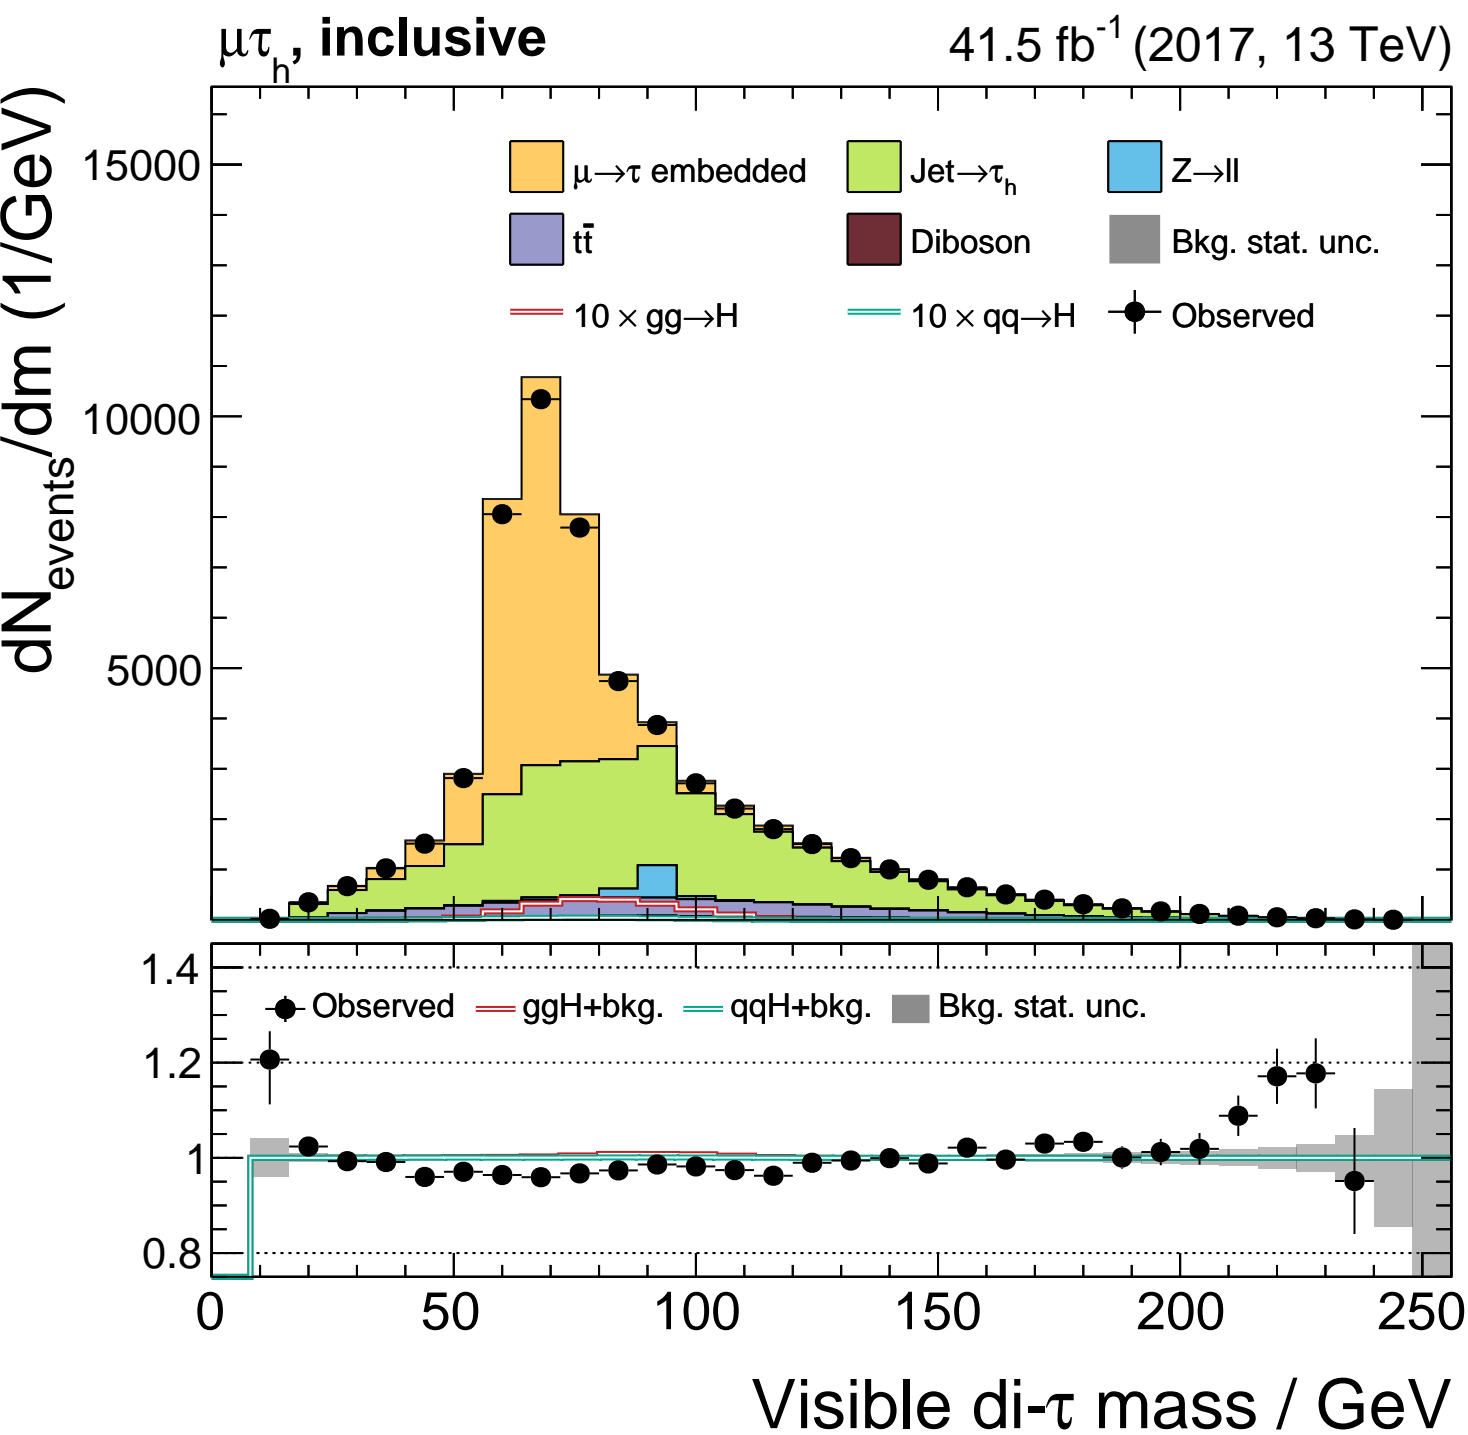 μτh, inclusive 41.5 fb-1 (2017, 13 TeV)
dNevents/dm (1/GeV)
15000
10000
5000
μ→τ embedded Jet→τh Z→ll
tt̄ Diboson Bkg. stat. unc.
10 × gg→H 10 × qq→H Observed
1.4
1.2
1
0.8
Observed ggH+bkg. qqH+bkg. Bkg. stat. unc.
0 50 100 150 200 250
Visible di-τ mass / GeV